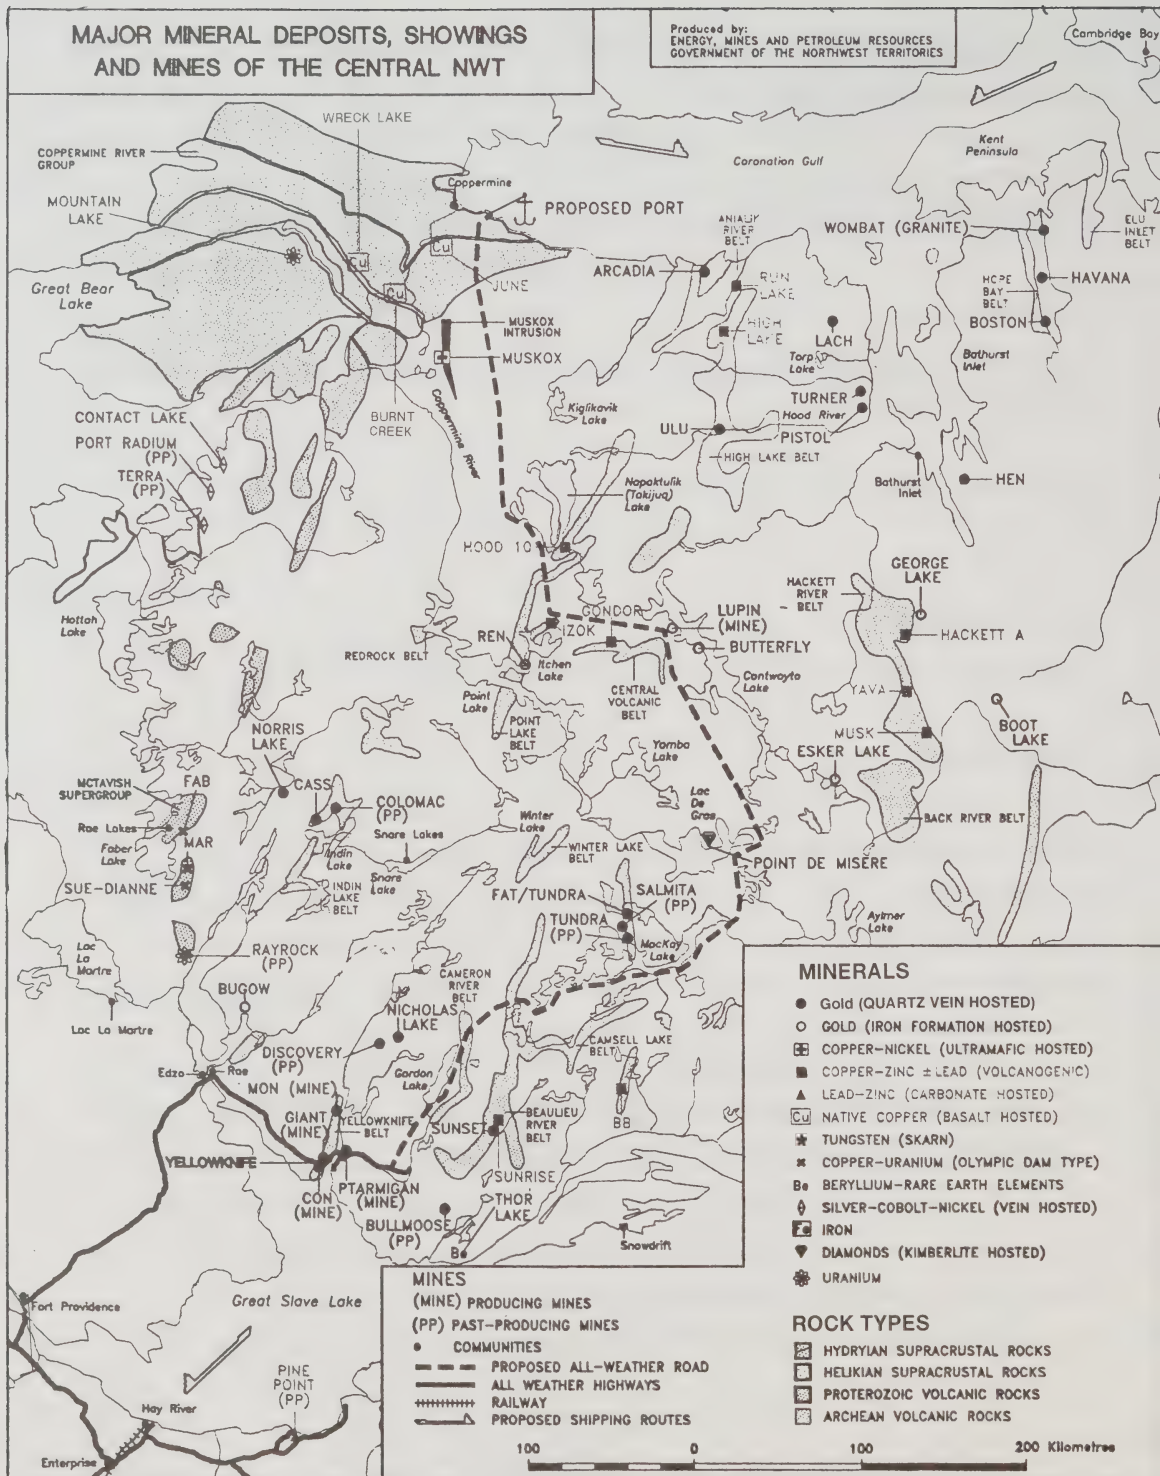 MAJOR MINERAL DEPOSITS, SHOWINGS
AND MINES OF THE CENTRAL NWT
Produced by:
ENERGY, MINES AND PETROLEUM RESOURCES
GOVERNMENT OF THE NORTHWEST TERRITORIES
Cambridge Bay
WRECK LAKE
COPPERMINE RIVER
GROUP
MOUNTAIN
LAKE
Coppermine
PROPOSED PORT
Coronation Gulf
Kent
Peninsula
ANIALIK
RIVER
BELT
WOMBAT (GRANITE)
ELU
INLET
BELT
Great Bear
Lake
Cu
Cu
Cu
JUNE
ARCADIA
RUN
LAKE
HOPE
BAY
BELT
HAVANA
MUSKOX
INTRUSION
MUSKOX
HIGH
LAKE
LACH
BOSTON
Torp
Lake
Bathurst
Inlet
CONTACT LAKE
PORT RADIUM
(PP)
TERRA
(PP)
BURNT
CREEK
Coppermine River
Kiglikavik
Lake
TURNER
Hood River
PISTOL
ULU
HIGH LAKE BELT
Napaktulik
(Takijuq)
Lake
Bathurst
Inlet
HEN
HOOD 10
GEORGE
LAKE
HACKETT
RIVER
BELT
Hottah
Lake
GONDOR
LUPIN
(MINE)
IZOK
HACKETT A
REN
REDROCK BELT
BUTTERFLY
Itchen
Lake
Contwoyto
Lake
Point
Lake
CENTRAL
VOLCANIC
BELT
YAVA
POINT
LAKE
BELT
NORRIS
LAKE
MUSK
BOOT
LAKE
Yamba
Lake
ESKER LAKE
MCTAVISH
SUPERGROUP
FAB
CASS
COLOMAC
(PP)
Lac
De
Gras
Rae Lakes
Winter
Lake
BACK RIVER BELT
Faber
Lake
MAR
Snare Lakes
WINTER LAKE
BELT
POINT DE MISERE
Indin
Lake
Snare
Lake
SUE-DIANNE
INDIN
LAKE
BELT
FAT/TUNDRA
SALMITA
(PP)
TUNDRA
(PP)
Aylmer
Lake
Lac
La
Martre
RAYROCK
(PP)
MacKay
Lake
CAMERON
RIVER
BELT
BUGOW
Lac La Martre
NICHOLAS
LAKE
DISCOVERY
(PP)
CAMSELL LAKE
BELT
Edzo
Rae
MON (MINE)
Gordon
Lake
GIANT
(MINE)
YELLOWKNIFE
BELT
SUNSET
BEAULIEU
RIVER
BELT
BB
YELLOWKNIFE
SUNRISE
CON
(MINE)
PTARMIGAN
(MINE)
THOR
LAKE
BULLMOOSE
(PP)
Be
Snowdrift
Fort Providence
Great Slave Lake
PINE
POINT
(PP)
Hay River
Enterprise
MINERALS
Gold (QUARTZ VEIN HOSTED)
GOLD (IRON FORMATION HOSTED)
COPPER-NICKEL (ULTRAMAFIC HOSTED)
COPPER-ZINC ±LEAD (VOLCANOGENIC)
LEAD-ZINC (CARBONATE HOSTED)
Cu NATIVE COPPER (BASALT HOSTED)
TUNGSTEN (SKARN)
COPPER-URANIUM (OLYMPIC DAM TYPE)
Be BERYLLIUM-RARE EARTH ELEMENTS
SILVER-COBOLT-NICKEL (VEIN HOSTED)
Fe IRON
DIAMONDS (KIMBERLITE HOSTED)
URANIUM
MINES
(MINE) PRODUCING MINES
(PP) PAST-PRODUCING MINES
COMMUNITIES
PROPOSED ALL-WEATHER ROAD
ALL WEATHER HIGHWAYS
RAILWAY
PROPOSED SHIPPING ROUTES
ROCK TYPES
HYDRYIAN SUPRACRUSTAL ROCKS
HELIKIAN SUPRACRUSTAL ROCKS
PROTEROZOIC VOLCANIC ROCKS
ARCHEAN VOLCANIC ROCKS
100 0 100 200 Kilometres